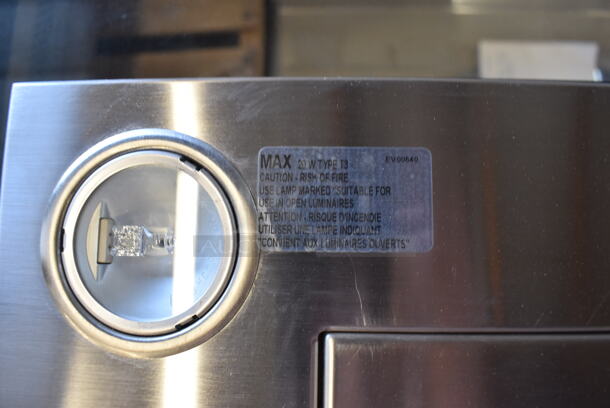 MAX 20 W TYPE T3 EV00640
CAUTION - RISK OF FIRE
USE LAMP MARKED "SUITABLE FOR
USE IN OPEN LUMINAIRES
ATTENTION - RISQUE D'INCENDIE
UTILISER UNE LAMPE INDIQUANT
"CONVIENT AUX LUMINAIRES OUVERTS"